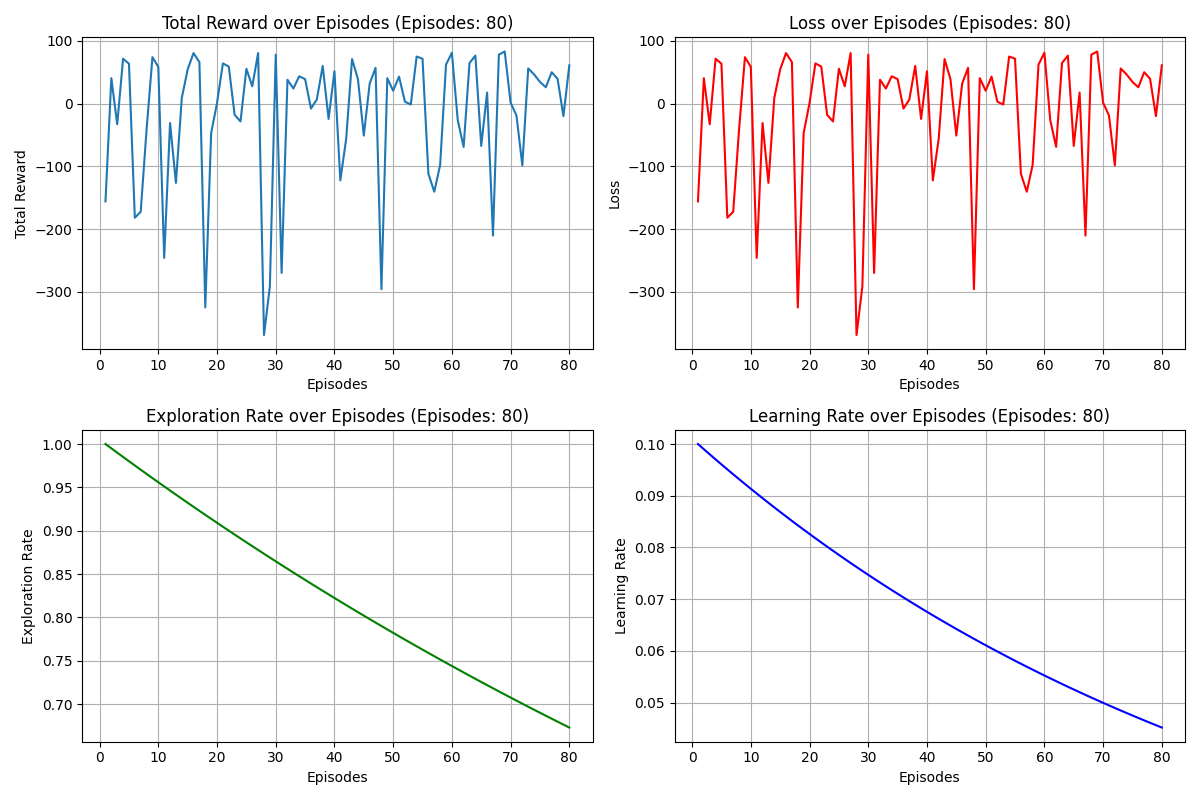 Total Reward over Episodes (Episodes: 80)
Total Reward
100
0
−100
−200
−300
0 10 20 30 40 50 60 70 80
Episodes
Loss over Episodes (Episodes: 80)
Loss
100
0
−100
−200
−300
0 10 20 30 40 50 60 70 80
Episodes
Exploration Rate over Episodes (Episodes: 80)
Exploration Rate
1.00
0.95
0.90
0.85
0.80
0.75
0.70
0 10 20 30 40 50 60 70 80
Episodes
Learning Rate over Episodes (Episodes: 80)
Learning Rate
0.10
0.09
0.08
0.07
0.06
0.05
0 10 20 30 40 50 60 70 80
Episodes